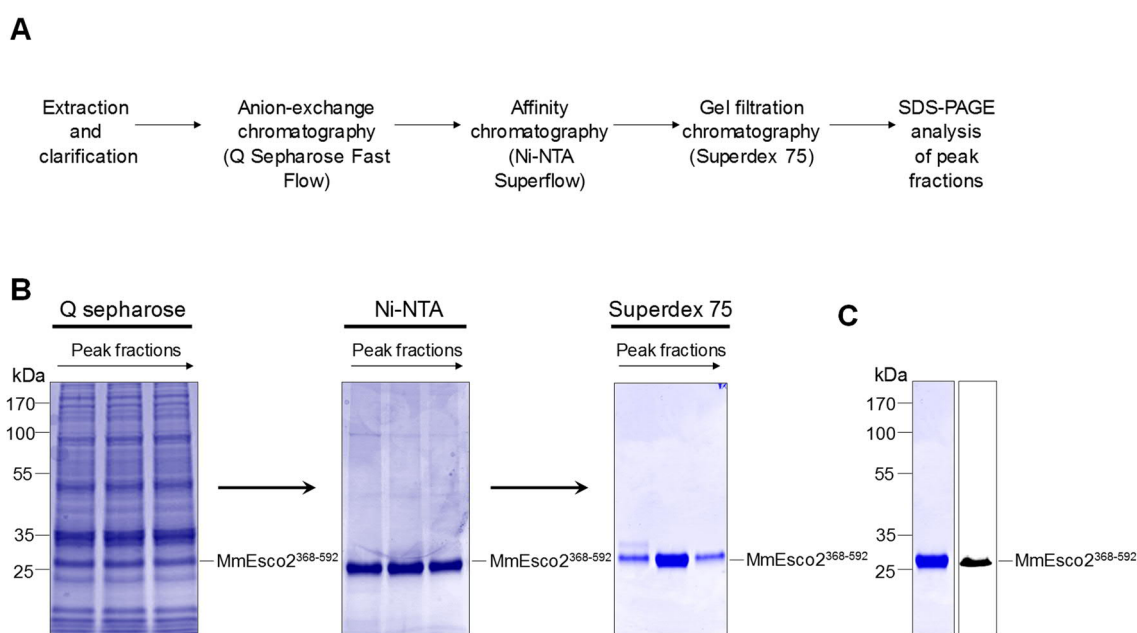 A
Extraction
and
clarification
Anion-exchange
chromatography
(Q Sepharose Fast
Flow)
Affinity
chromatography
(Ni-NTA
Superflow)
Gel filtration
chromatography
(Superdex 75)
SDS-PAGE
analysis
of peak
fractions
B
Q sepharose
Peak fractions
kDa
170
100
55
35
25
MmEsco2368-592
Ni-NTA
Peak fractions
MmEsco2368-592
Superdex 75
Peak fractions
MmEsco2368-592
C
kDa
170
100
55
35
25
MmEsco2368-592